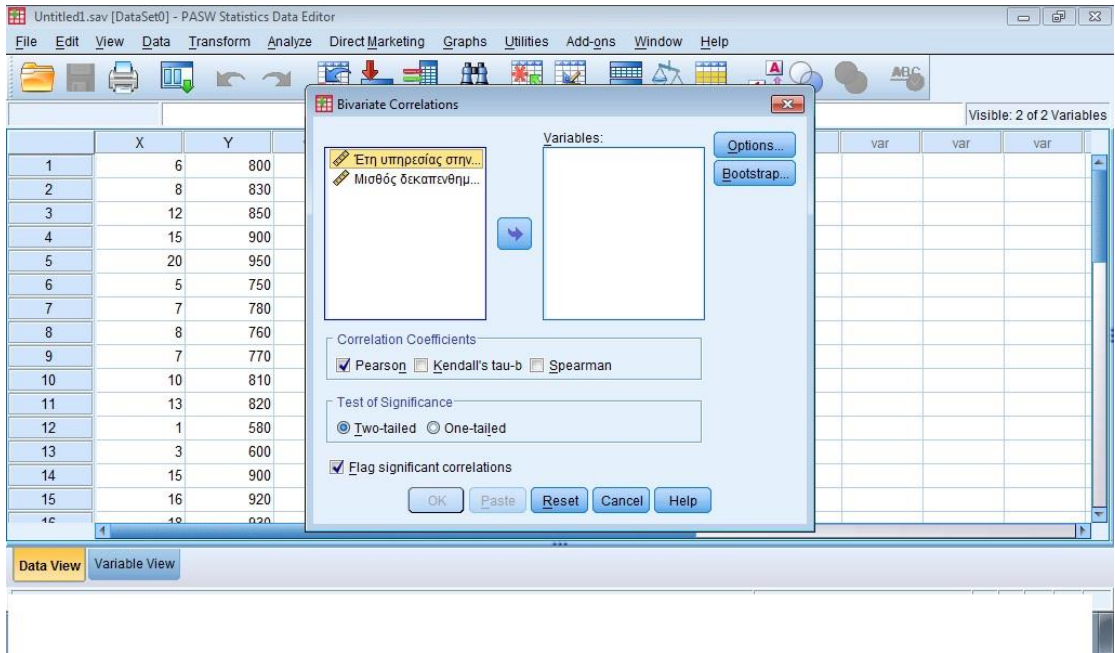 Untitled1.sav [DataSet0] - PASW Statistics Data Editor
File Edit View Data Transform Analyze Direct Marketing Graphs Utilities Add-ons Window Help
Visible: 2 of 2 Variables
X Y var var var
1 6 800
2 8 830
3 12 850
4 15 900
5 20 950
6 5 750
7 7 780
8 8 760
9 7 770
10 10 810
11 13 820
12 1 580
13 3 600
14 15 900
15 16 920
16 18 930
Bivariate Correlations
Variables:
Έτη υπηρεσίας στην...
Μισθός δεκαπενθημ...
Options...
Bootstrap...
Correlation Coefficients
Pearson Kendall's tau-b Spearman
Test of Significance
Two-tailed One-tailed
Flag significant correlations
OK Paste Reset Cancel Help
Data View Variable View